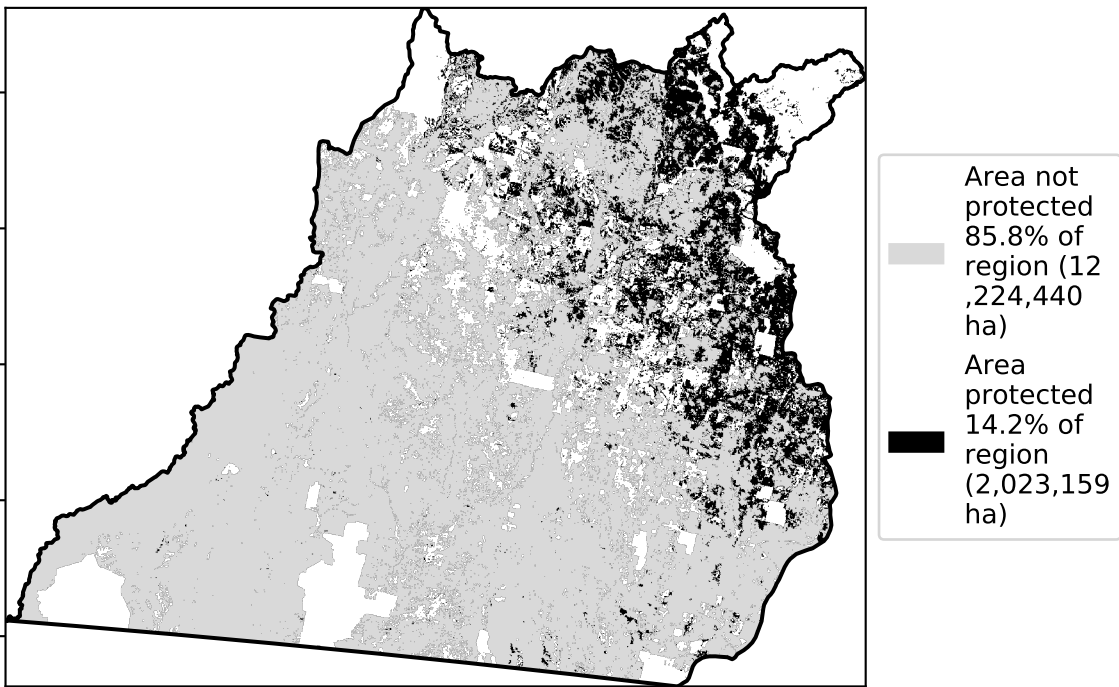 Area not
protected
85.8% of
region (12
,224,440
ha)
Area
protected
14.2% of
region
(2,023,159
ha)